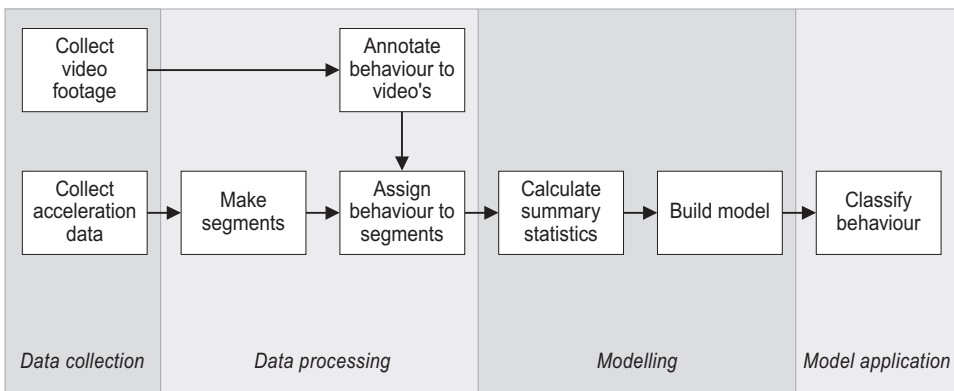 Collect
video
footage
Annotate
behaviour to
video's
Collect
acceleration
data
Make
segments
Assign
behaviour to
segments
Calculate
summary
statistics
Build model
Classify
behaviour
Data collection
Data processing
Modelling
Model application